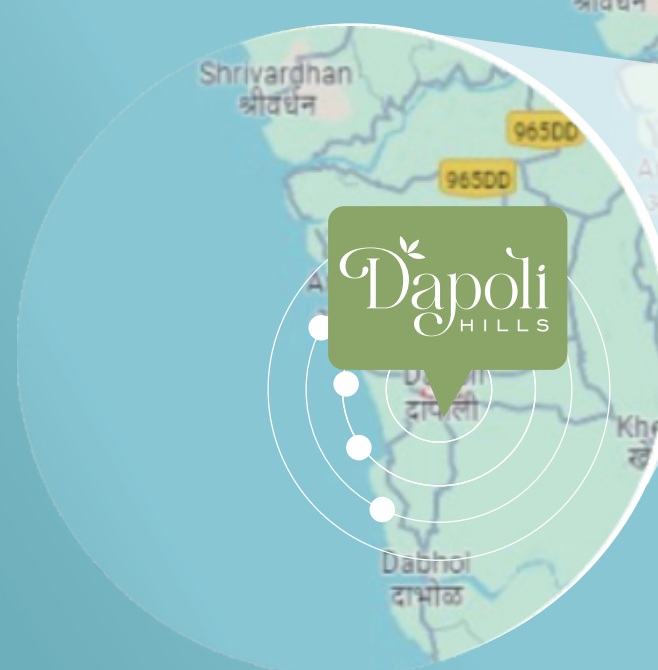 Shrivardhan
श्रीवर्धन
965DD
965DD
Dapoli
HILLS
दापोली
Dabhol
दाभोळ